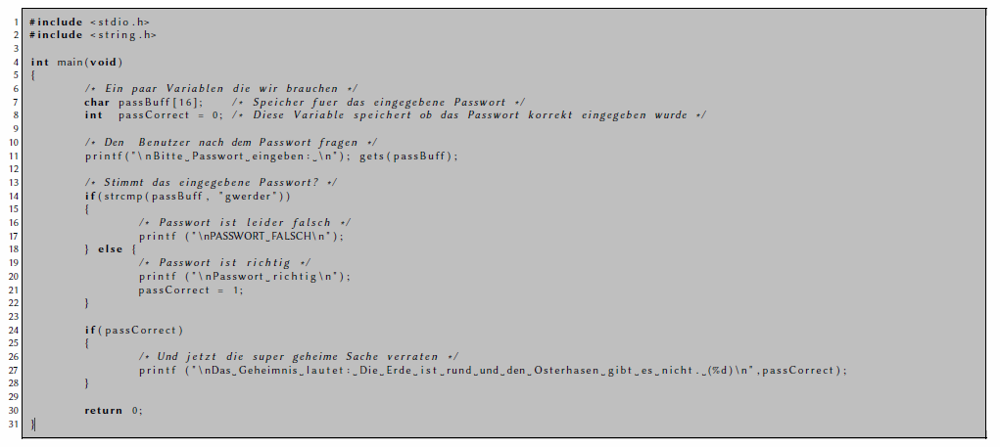 1 #include <stdio.h>
2 #include <string.h>
3
4 int main(void)
5 {
6 /* Ein paar Variablen die wir brauchen */
7 char passBuff[16]; /* Speicher fuer das eingegebene Passwort */
8 int passCorrect = 0; /* Diese Variable speichert ob das Passwort korrekt eingegeben wurde */
9
10 /* Den Benutzer nach dem Passwort fragen */
11 printf("\nBitte␣Passwort␣eingeben:␣\n"); gets(passBuff);
12
13 /* Stimmt das eingegebene Passwort? */
14 if(strcmp(passBuff, "gwerder"))
15 {
16 /* Passwort ist leider falsch */
17 printf ("\nPASSWORT␣FALSCH\n");
18 } else {
19 /* Passwort ist richtig */
20 printf ("\nPasswort␣richtig\n");
21 passCorrect = 1;
22 }
23
24 if(passCorrect)
25 {
26 /* Und jetzt die super geheime Sache verraten */
27 printf ("\nDas␣Geheimnis␣lautet:␣Die␣Erde␣ist␣rund␣und␣den␣Osterhasen␣gibt␣es␣nicht.␣(%d)\n",passCorrect);
28 }
29
30 return 0;
31 }